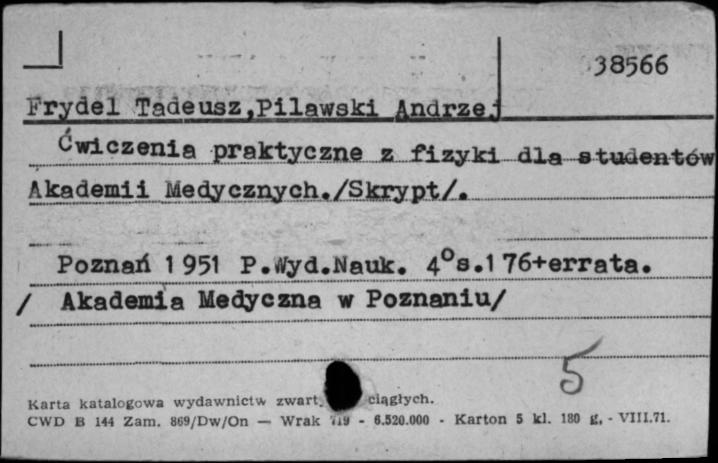 38566
Frydel Tadeusz,Pilawski Andrzej
Ćwiczenia praktyczne z fizyki dla studentów
Akademii Medycznych./Skrypt/.
Poznań 1951 P.Wyd.Nauk. 4°s.176+errata.
/ Akademia Medyczna w Poznaniu/
5
Karta katalogowa wydawnictw zwart. ciągłych.
CWD B 144 Zam. 869/Dw/On — Wrak 719 - 6.520.000 - Karton 5 kl. 180 g. - VIII.71.